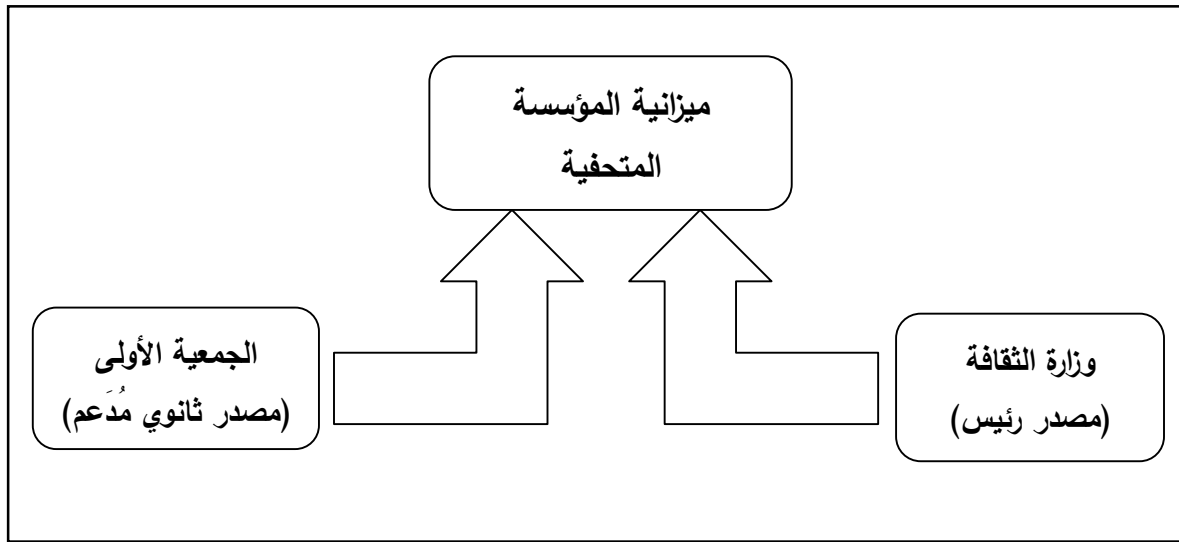 ميزانية المؤسسة
المتحفية
وزارة الثقافة
(مصدر رئيس)
الجمعية الأولى
(مصدر ثانوي مُدَعم)